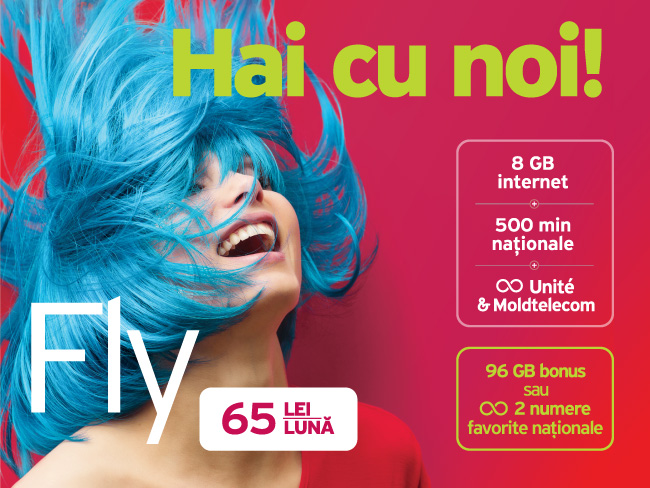 Hai cu noi!
8 GB
internet
+
500 min
naționale
+
∞ Unité
& Moldtelecom
Fly
65 LEI
LUNĂ
96 GB bonus
sau
∞ 2 numere
favorite naționale